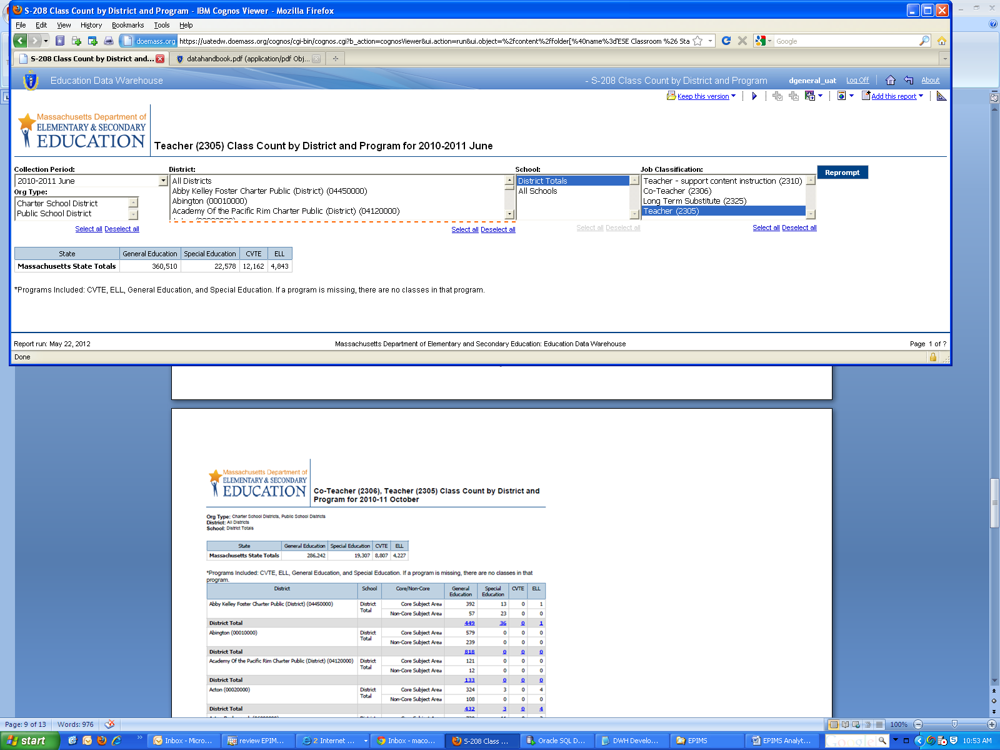 S-208 Class Count by District and Program - IBM Cognos Viewer - Mozilla Firefox
File Edit View History Bookmarks Tools Help
doemass.org https://uatedw.doemass.org/cognos/cgi-bin/cognos.cgi?b_action=cognosViewer&ui.action=run&ui.object=%2fcontent%2ffolder[%40name%3d'ESE Classroom %26 Sta Google
S-208 Class Count by District and... datahandbook.pdf (application/pdf Obj...
Education Data Warehouse - S-208 Class Count by District and Program dgeneral_uat Log Off About
Keep this version Add this report
Massachusetts Department of
ELEMENTARY & SECONDARY
EDUCATION
Teacher (2305) Class Count by District and Program for 2010-2011 June
Collection Period: District: School: Job Classification: Reprompt
2010-2011 June All Districts District Totals Teacher - support content instruction (2310)
Org Type: Abby Kelley Foster Charter Public (District) (04450000) All Schools Co-Teacher (2306)
Charter School District Abington (00010000) Long Term Substitute (2325)
Public School District Academy Of the Pacific Rim Charter Public (District) (04120000) Teacher (2305)
Select all Deselect all Select all Deselect all Select all Deselect all Select all Deselect all
State General Education Special Education CVTE ELL
Massachusetts State Totals 360,510 22,578 12,162 4,843
*Programs Included: CVTE, ELL, General Education, and Special Education. If a program is missing, there are no classes in that program.
Report run: May 22, 2012 Massachusetts Department of Elementary and Secondary Education: Education Data Warehouse Page 1 of ?
Done
Massachusetts Department of
ELEMENTARY & SECONDARY
EDUCATION
Co-Teacher (2306), Teacher (2305) Class Count by District and
Program for 2010-11 October
Org Type: Charter School Districts, Public School Districts
District: All Districts
School: District Totals
State General Education Special Education CVTE ELL
Massachusetts State Totals 286,242 19,307 8,807 4,227
*Programs Included: CVTE, ELL, General Education, and Special Education. If a program is missing, there are no classes in that
program.
District School Core/Non-Core General Education Special Education CVTE ELL
Abby Kelley Foster Charter Public (District) (04450000) District Total Core Subject Area 392 13 0 1
Non-Core Subject Area 57 23 0 0
District Total 449 36 0 1
Abington (00010000) District Total Core Subject Area 579 0 0 0
Non-Core Subject Area 239 0 0 0
District Total 818 0 0 0
Academy Of the Pacific Rim Charter Public (District) (04120000) District Total Core Subject Area 121 0 0 0
Non-Core Subject Area 12 0 0 0
District Total 133 0 0 0
Acton (00020000) District Total Core Subject Area 324 3 0 4
Non-Core Subject Area 108 0 0 0
District Total 432 3 0 4
Page: 9 of 13 Words: 976 100%
start Inbox - Micro... review EPIM... 2 Internet ... Inbox - maco... S-208 Class ... Oracle SQL D... DWH Develo... EPIMS EPIMS Analyt... Google 10:53 AM